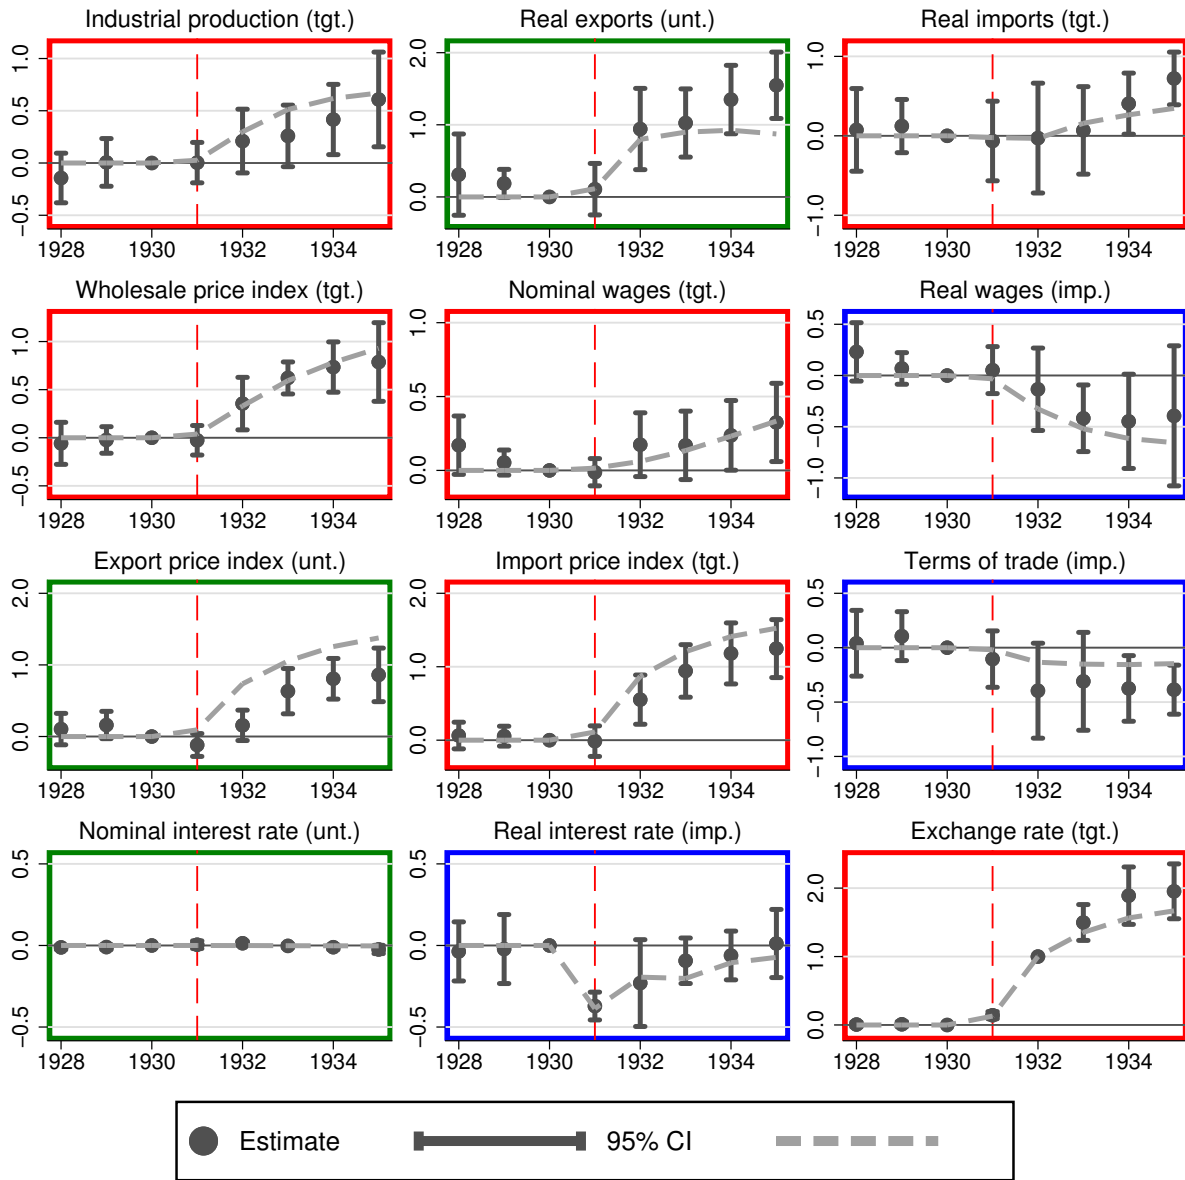 Industrial production (tgt.)
Real exports (unt.)
Real imports (tgt.)
1.0
0.5
0.0
−0.5
1928 1930 1932 1934
2.0
1.0
0.0
1928 1930 1932 1934
1.0
0.0
−1.0
1928 1930 1932 1934
Wholesale price index (tgt.)
Nominal wages (tgt.)
Real wages (imp.)
1.0
0.5
0.0
−0.5
1928 1930 1932 1934
1.0
0.5
0.0
1928 1930 1932 1934
0.5
0.0
−0.5
−1.0
1928 1930 1932 1934
Export price index (unt.)
Import price index (tgt.)
Terms of trade (imp.)
2.0
1.0
0.0
1928 1930 1932 1934
2.0
1.0
0.0
1928 1930 1932 1934
0.5
0.0
−0.5
−1.0
1928 1930 1932 1934
Nominal interest rate (unt.)
Real interest rate (imp.)
Exchange rate (tgt.)
0.5
0.0
−0.5
1928 1930 1932 1934
0.5
0.0
−0.5
1928 1930 1932 1934
2.0
1.0
0.0
1928 1930 1932 1934
Estimate 95% CI